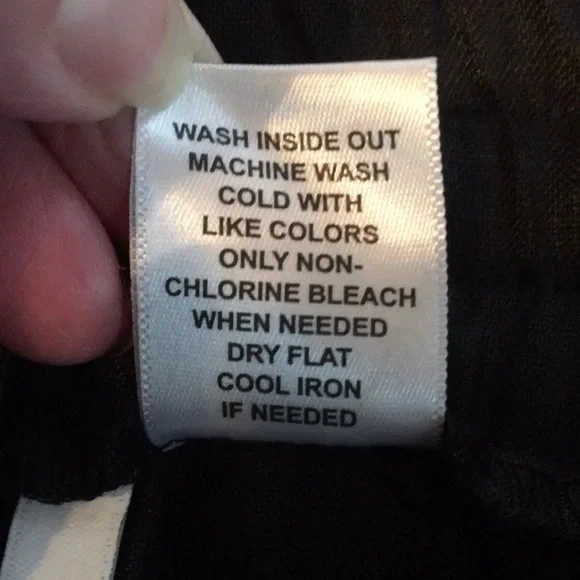 WASH INSIDE OUT
MACHINE WASH
COLD WITH
LIKE COLORS
ONLY NON-
CHLORINE BLEACH
WHEN NEEDED
DRY FLAT
COOL IRON
IF NEEDED